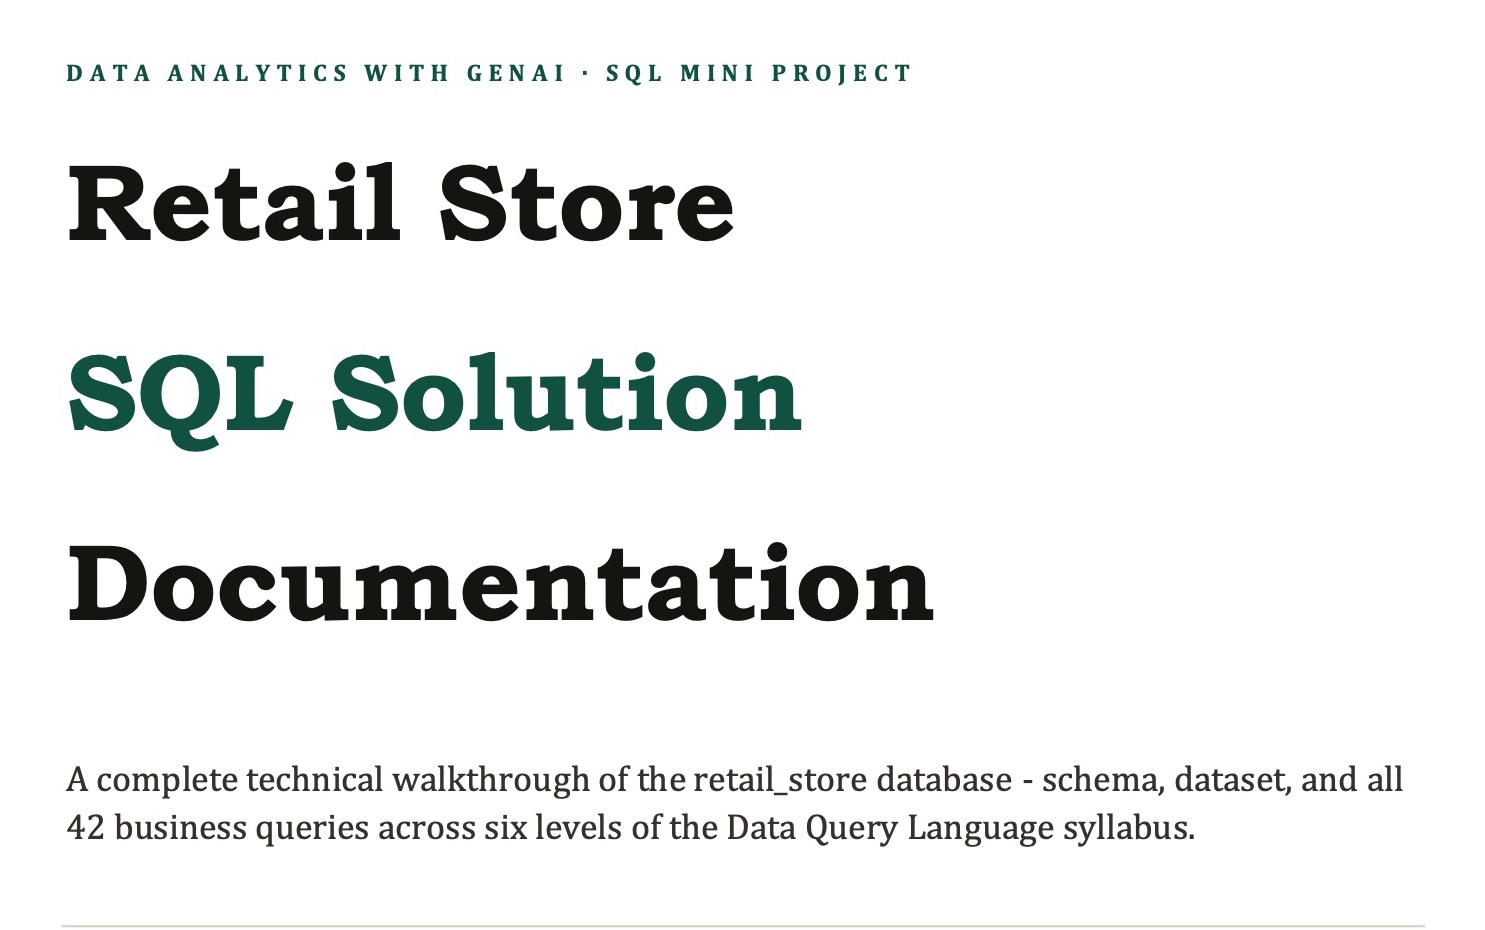 DATA ANALYTICS WITH GENAI · SQL MINI PROJECT
Retail Store
SQL Solution
Documentation
A complete technical walkthrough of the retail_store database - schema, dataset, and all
42 business queries across six levels of the Data Query Language syllabus.